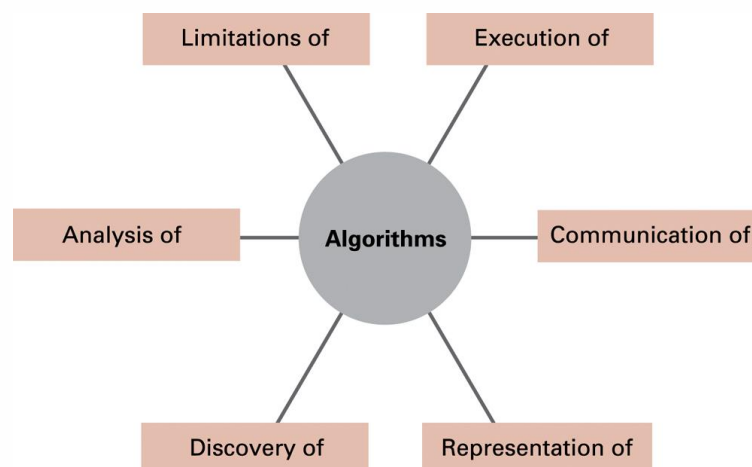 Limitations of
Execution of
Analysis of
Algorithms
Communication of
Discovery of
Representation of